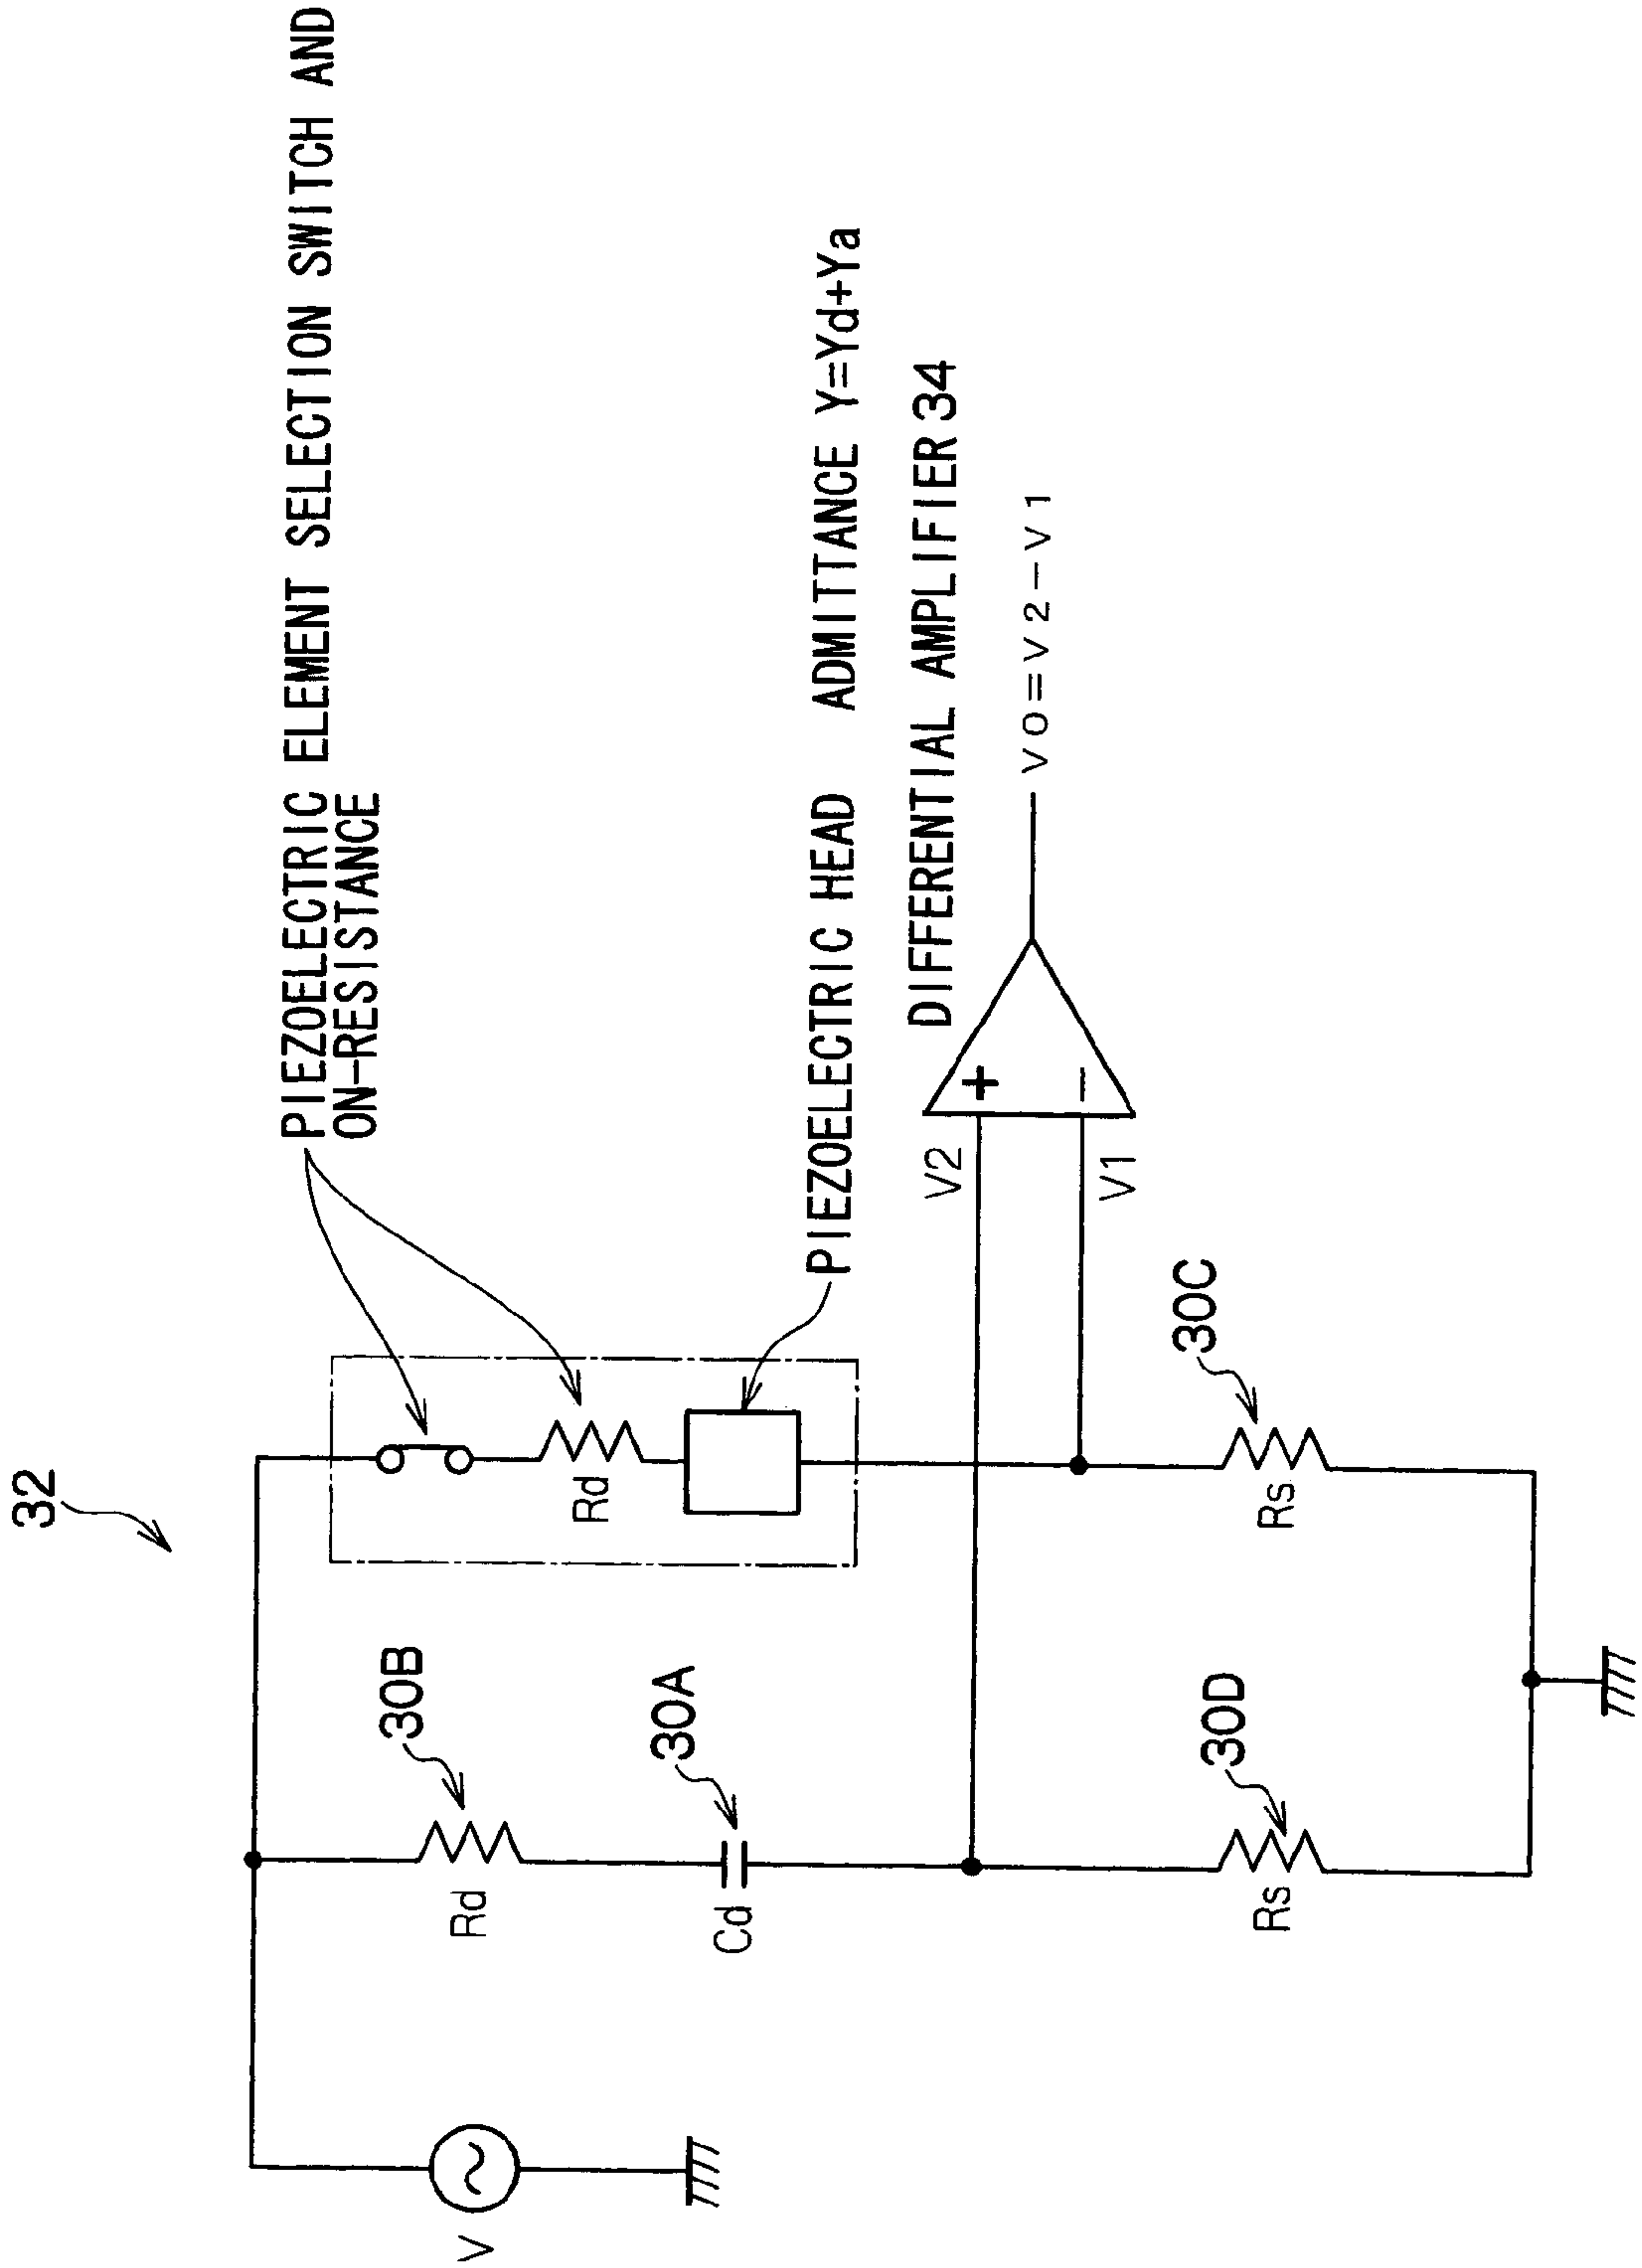 32
PIEZOELECTRIC ELEMENT SELECTION SWITCH AND
ON-RESISTANCE
30B
Rd
Rd
30A
Cd
PIEZOELECTRIC HEAD ADMITTANCE Y=Yd+Ya
DIFFERENTIAL AMPLIFIER 34
V2
+
−
V1
VO=V2−V1
30D
Rs
30C
Rs
V